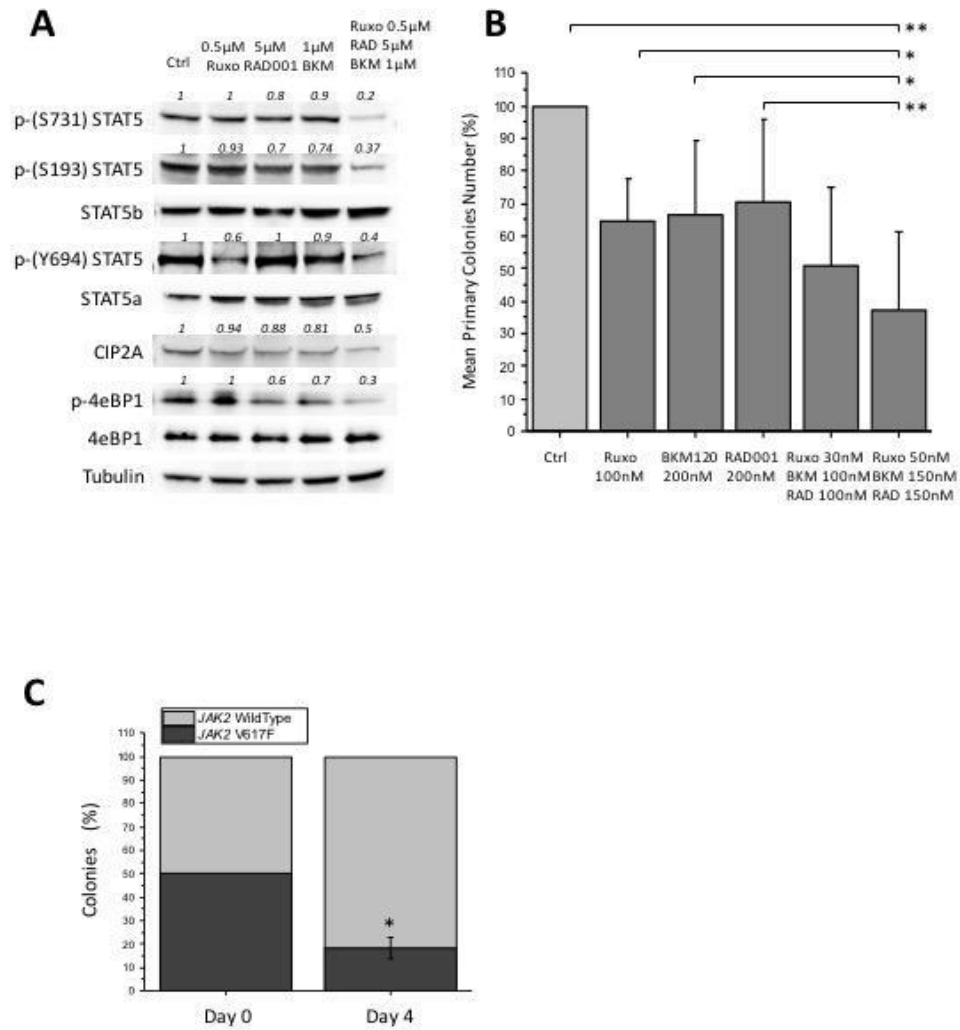 A
Ctrl
0.5µM
Ruxo
5µM
RAD001
1µM
BKM
Ruxo 0.5µM
RAD 5µM
BKM 1µM
1 1 0.8 0.9 0.2
p-(S731) STAT5
1 0.93 0.7 0.74 0.37
p-(S193) STAT5
STAT5b
1 0.6 1 0.9 0.4
p-(Y694) STAT5
STAT5a
1 0.94 0.88 0.81 0.5
CIP2A
1 1 0.6 0.7 0.3
p-4eBP1
4eBP1
Tubulin
B
**
*
*
**
Mean Primary Colonies Number (%)
110
100
90
80
70
60
50
40
30
20
10
0
Ctrl
Ruxo
100nM
BKM120
200nM
RAD001
200nM
Ruxo 30nM
BKM 100nM
RAD 100nM
Ruxo 50nM
BKM 150nM
RAD 150nM
C
JAK2 WildType
JAK2 V617F
Colonies (%)
110
100
90
80
70
60
50
40
30
20
10
0
*
Day 0
Day 4